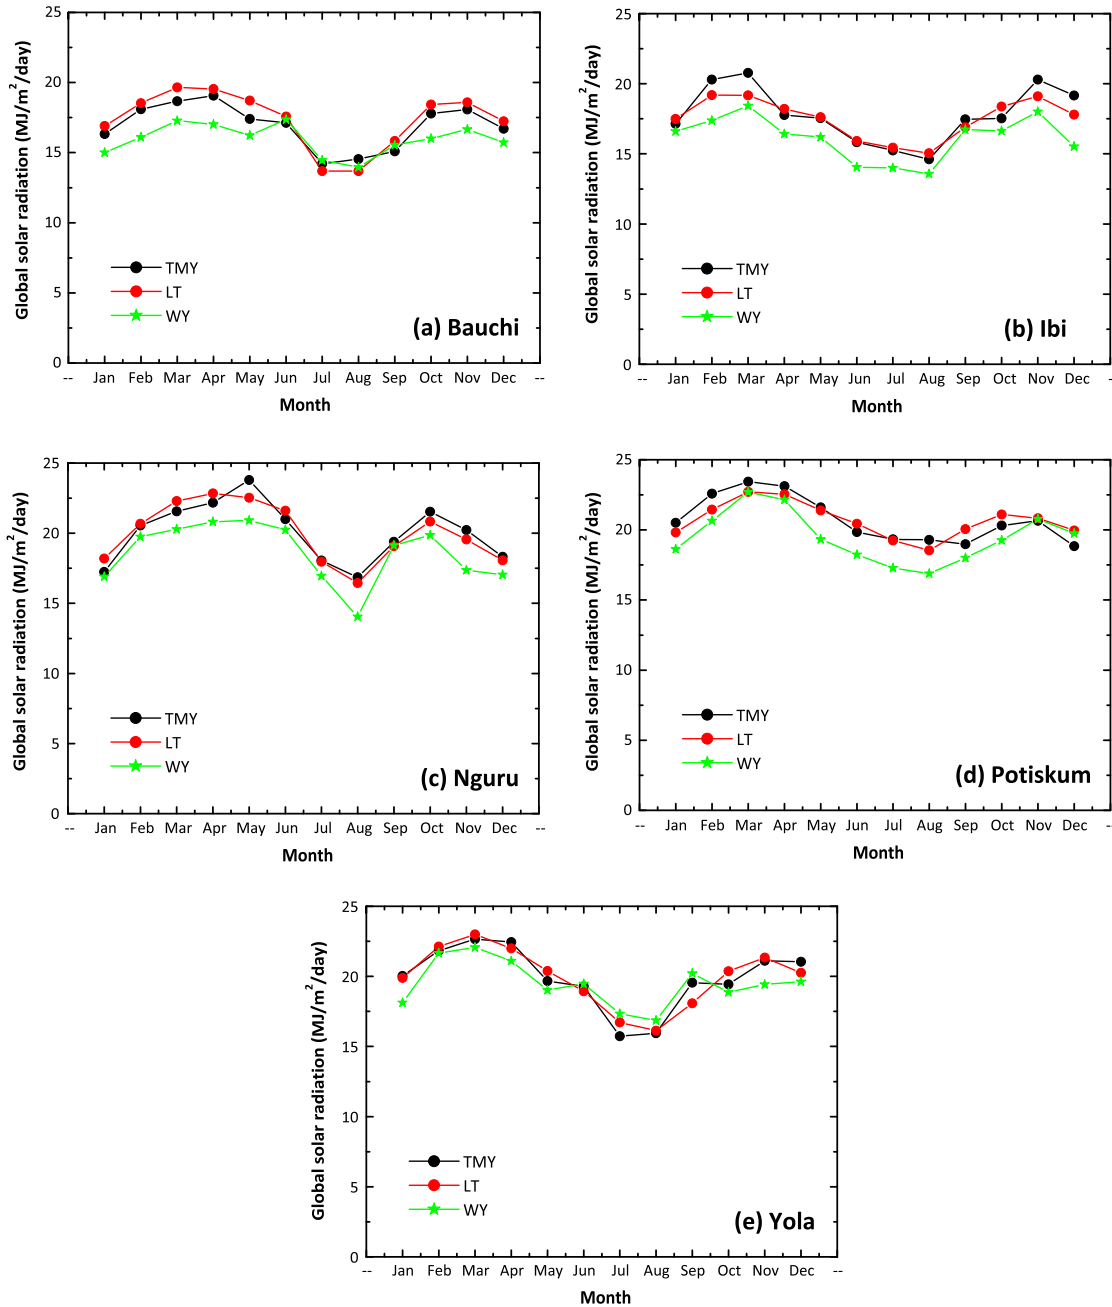 Global solar radiation (MJ/m²/day)
25
20
15
10
5
0
TMY
LT
WY
(a) Bauchi
-- Jan Feb Mar Apr May Jun Jul Aug Sep Oct Nov Dec --
Month
Global solar radiation (MJ/m²/day)
25
20
15
10
5
0
TMY
LT
WY
(b) Ibi
-- Jan Feb Mar Apr May Jun Jul Aug Sep Oct Nov Dec -
Month
Global solar radiation (MJ/m²/day)
25
20
15
10
5
0
TMY
LT
WY
(c) Nguru
-- Jan Feb Mar Apr May Jun Jul Aug Sep Oct Nov Dec --
Month
Global solar radiation (MJ/m²/day)
25
20
15
10
5
0
TMY
LT
WY
(d) Potiskum
-- Jan Feb Mar Apr May Jun Jul Aug Sep Oct Nov Dec -
Month
Global solar radiation (MJ/m²/day)
25
20
15
10
5
0
TMY
LT
WY
(e) Yola
-- Jan Feb Mar Apr May Jun Jul Aug Sep Oct Nov Dec --
Month